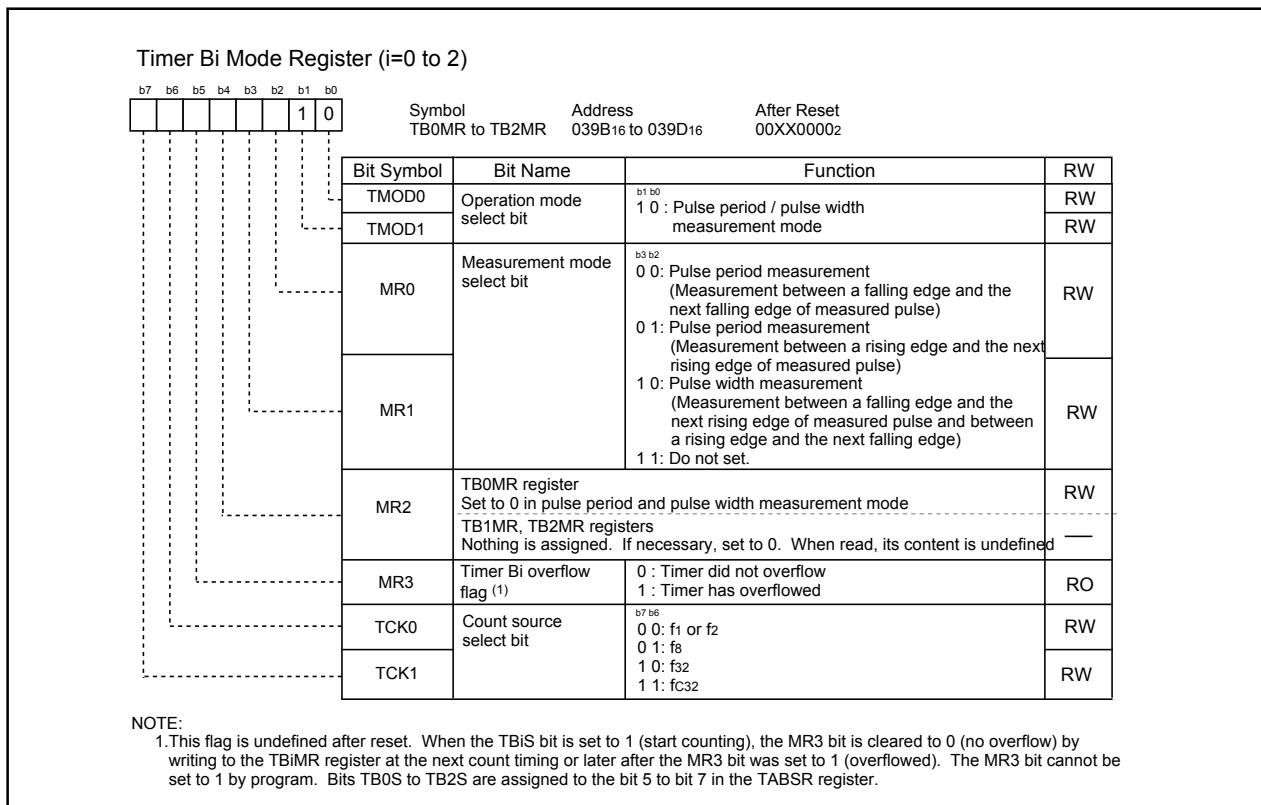 Timer Bi Mode Register (i=0 to 2)
b7 b6 b5 b4 b3 b2 b1 b0
1 0
Symbol Address After Reset
TB0MR to TB2MR 039B16 to 039D16 00XX00002
Bit Symbol Bit Name Function RW
TMOD0 Operation mode select bit b1 b0 RW
1 0 : Pulse period / pulse width
TMOD1 measurement mode RW
MR0 Measurement mode select bit b3 b2 RW
0 0: Pulse period measurement
(Measurement between a falling edge and the
next falling edge of measured pulse)
0 1: Pulse period measurement
(Measurement between a rising edge and the next
rising edge of measured pulse)
MR1 1 0: Pulse width measurement RW
(Measurement between a falling edge and the
next rising edge of measured pulse and between
a rising edge and the next falling edge)
1 1: Do not set.
MR2 TB0MR register RW
Set to 0 in pulse period and pulse width measurement mode
TB1MR, TB2MR registers
Nothing is assigned. If necessary, set to 0. When read, its content is undefined —
MR3 Timer Bi overflow flag (1) 0 : Timer did not overflow RO
1 : Timer has overflowed
TCK0 Count source select bit b7 b6 RW
0 0: f1 or f2
0 1: f8
TCK1 1 0: f32 RW
1 1: fC32
NOTE:
1.This flag is undefined after reset. When the TBiS bit is set to 1 (start counting), the MR3 bit is cleared to 0 (no overflow) by
writing to the TBiMR register at the next count timing or later after the MR3 bit was set to 1 (overflowed). The MR3 bit cannot be
set to 1 by program. Bits TB0S to TB2S are assigned to the bit 5 to bit 7 in the TABSR register.